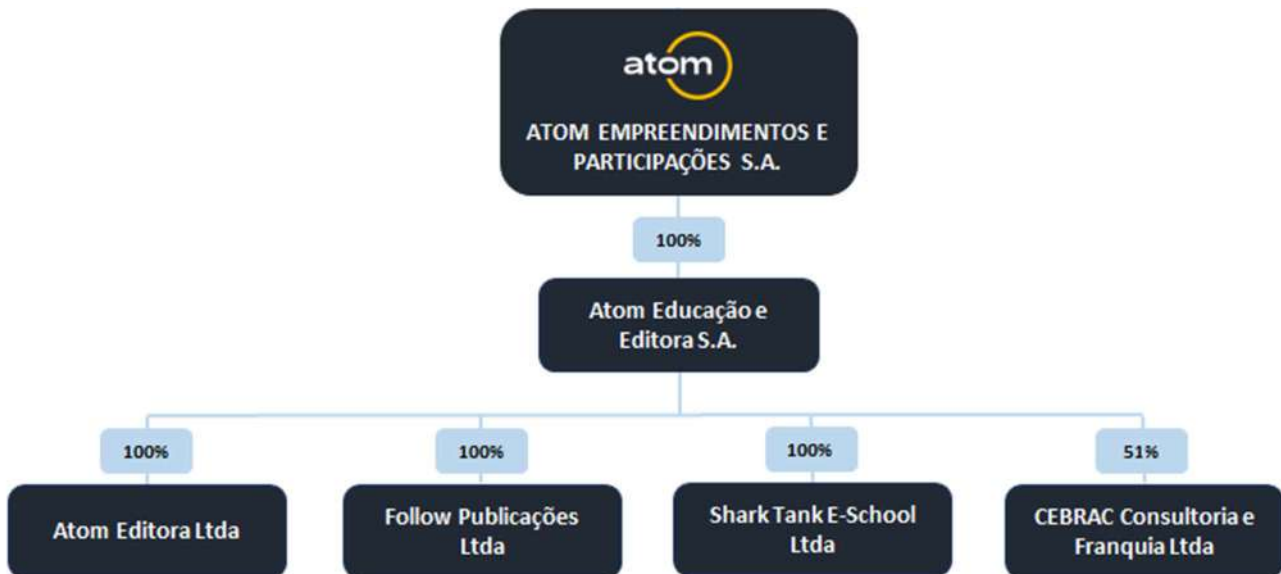 atom
ATOM EMPREENDIMENTOS E
PARTICIPAÇÕES S.A.
100%
Atom Educação e
Editora S.A.
100%
100%
100%
51%
Atom Editora Ltda
Follow Publicações
Ltda
Shark Tank E-School
Ltda
CEBRAC Consultoria e
Franquia Ltda